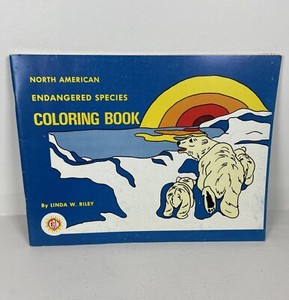 NORTH AMERICAN
ENDANGERED SPECIES
COLORING BOOK
By LINDA W. RILEY